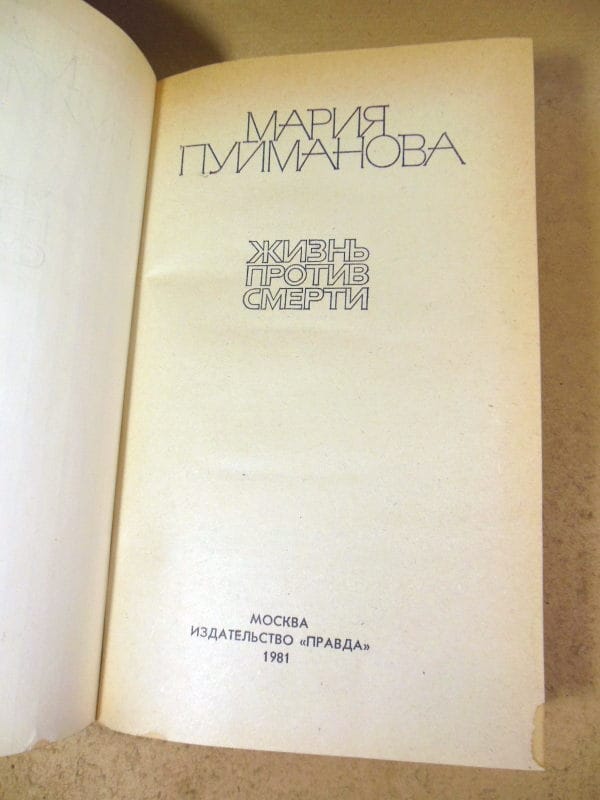 МАРИЯ
ПУЙМАНОВА
ЖИЗНЬ
ПРОТИВ
СМЕРТИ
МОСКВА
ИЗДАТЕЛЬСТВО «ПРАВДА»
1981